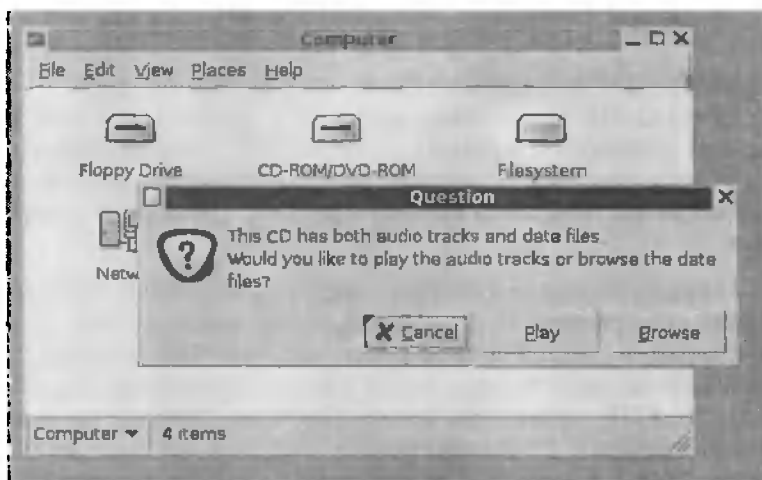 Computer
File Edit View Places Help
Floppy Drive CD-ROM/DVD-ROM Filesystem
Question
This CD has both audio tracks and date files
Would you like to play the audio tracks or browse the date
files?
Netw
Cancel Play Browse
Computer 4 items